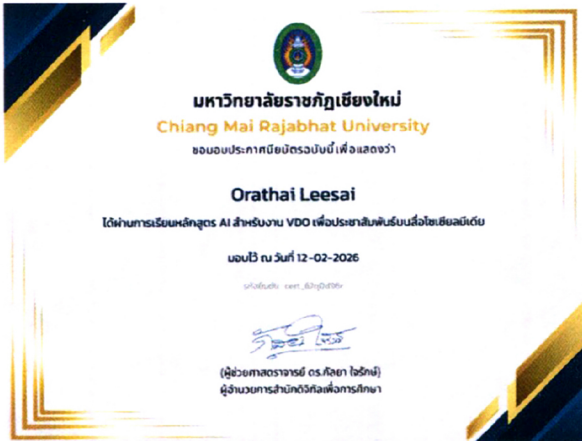 มหาวิทยาลัยราชภัฏเชียงใหม่
Chiang Mai Rajabhat University
ขอมอบประกาศนียบัตรฉบับนี้เพื่อแสดงว่า
Orathai Leesai
ได้ผ่านการเรียนหลักสูตร AI สำหรับงาน VDO เพื่อประชาสัมพันธ์บนสื่อโซเชียลมีเดีย
มอบไว้ ณ วันที่ 12-02-2026
(ผู้ช่วยศาสตราจารย์ ดร.กัลยา ใจรักษ์)
ผู้อำนวยการสำนักดิจิทัลเพื่อการศึกษา